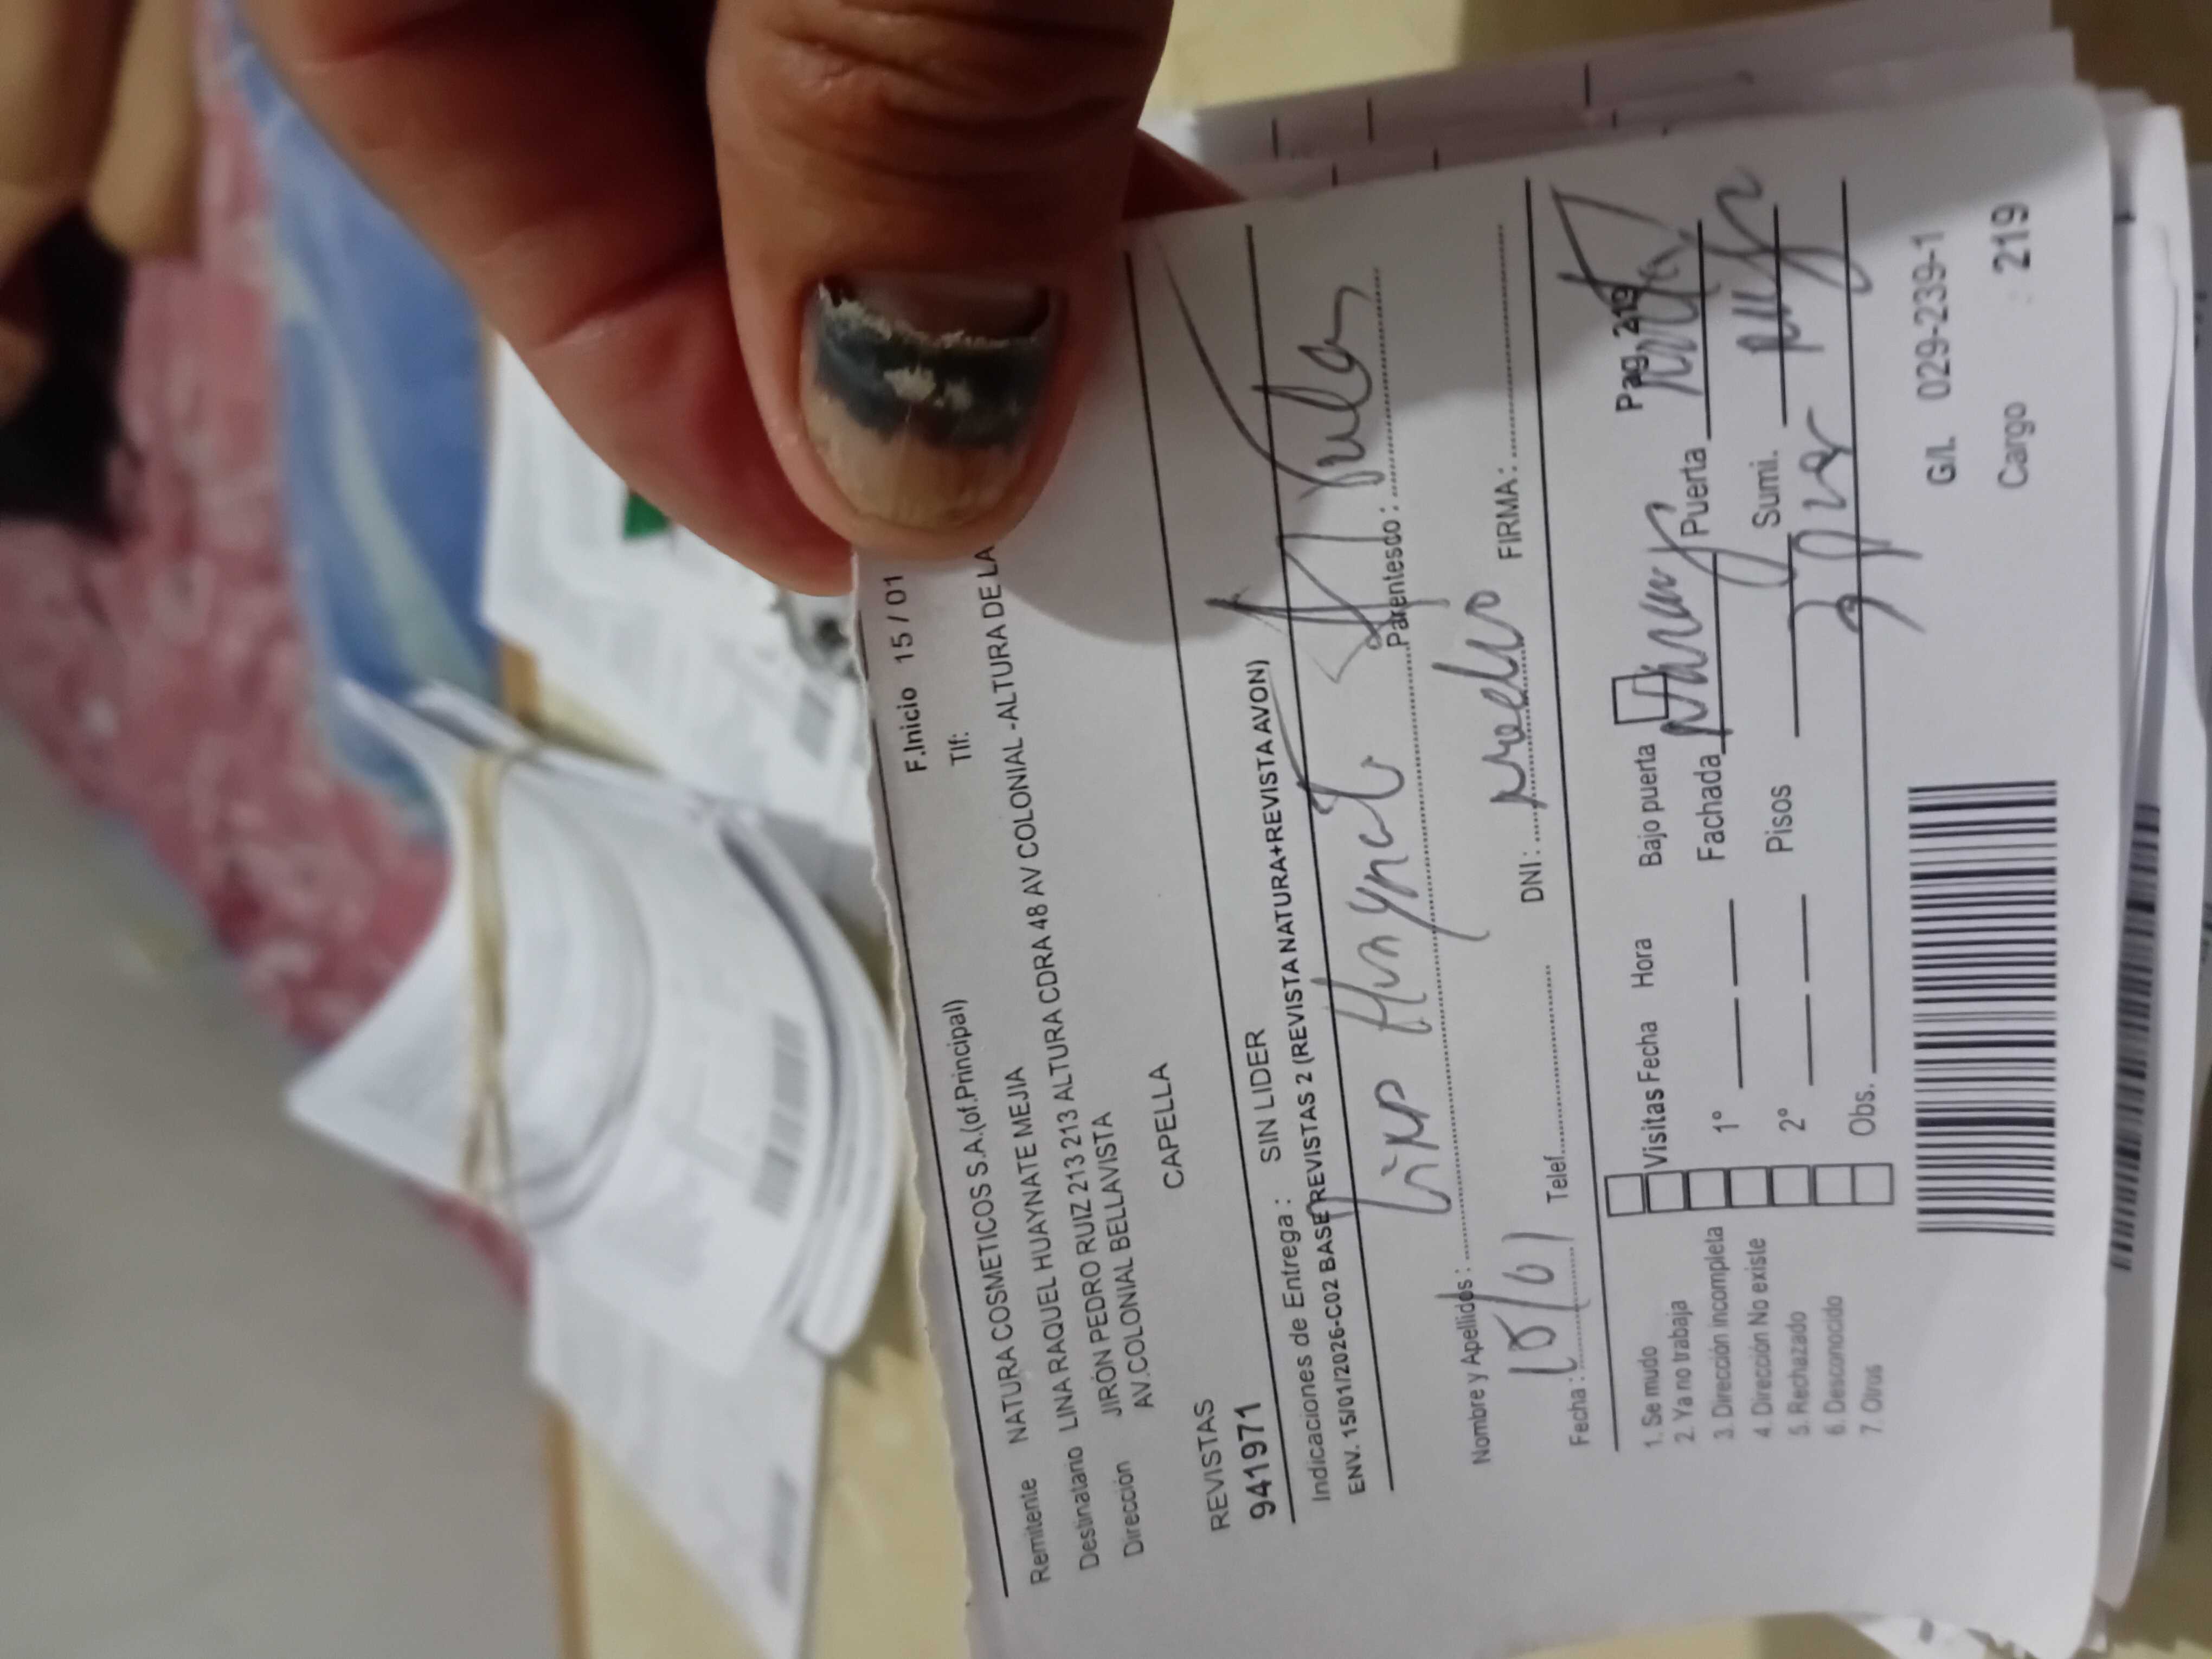 F.Inicio 15 / 01
Remitente NATURA COSMETICOS S.A.(of.Principal) Tlf:
Destinatario LINA RAQUEL HUAYNATE MEJIA
Dirección JIRÓN PEDRO RUIZ 213 213 ALTURA CDRA 48 AV COLONIAL -ALTURA DE LA
AV.COLONIAL BELLAVISTA
CAPELLA
REVISTAS
941971 SIN LIDER
Indicaciones de Entrega :
ENV. 15/01/2026-C02 BASE REVISTAS 2 (REVISTA NATURA+REVISTA AVON)
Nombre y Apellidos : Lina Huaynate Parentesco :
Fecha : Telef. DNI : FIRMA :
Pag 219
1. Se mudo Visitas Fecha Hora Bajo puerta
2. Ya no trabaja 1° Fachada Puerta
3. Dirección incompleta
4. Dirección No existe 2° Pisos Sumi.
5. Rechazado
6. Desconocido Obs.
7. Otros
G/L 029-239-1
Cargo : 219